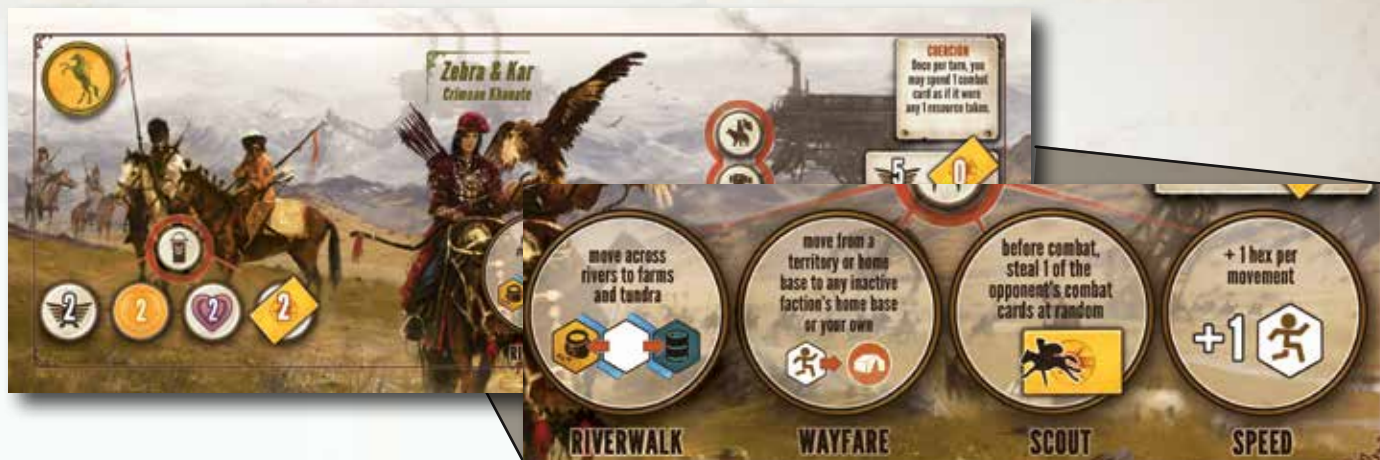 Zehra & Kar
Crimean Khanate
COERCION
Once per turn, you
may spend 1 combat
card as if it were
any 1 resource token.
5 0
2 2 2 2
move across
rivers to farms
and tundra
RIVERWALK
move from a
territory or home
base to any inactive
faction's home base
or your own
WAYFARE
before combat,
steal 1 of the
opponent's combat
cards at random
SCOUT
+ 1 hex per
movement
+1
SPEED